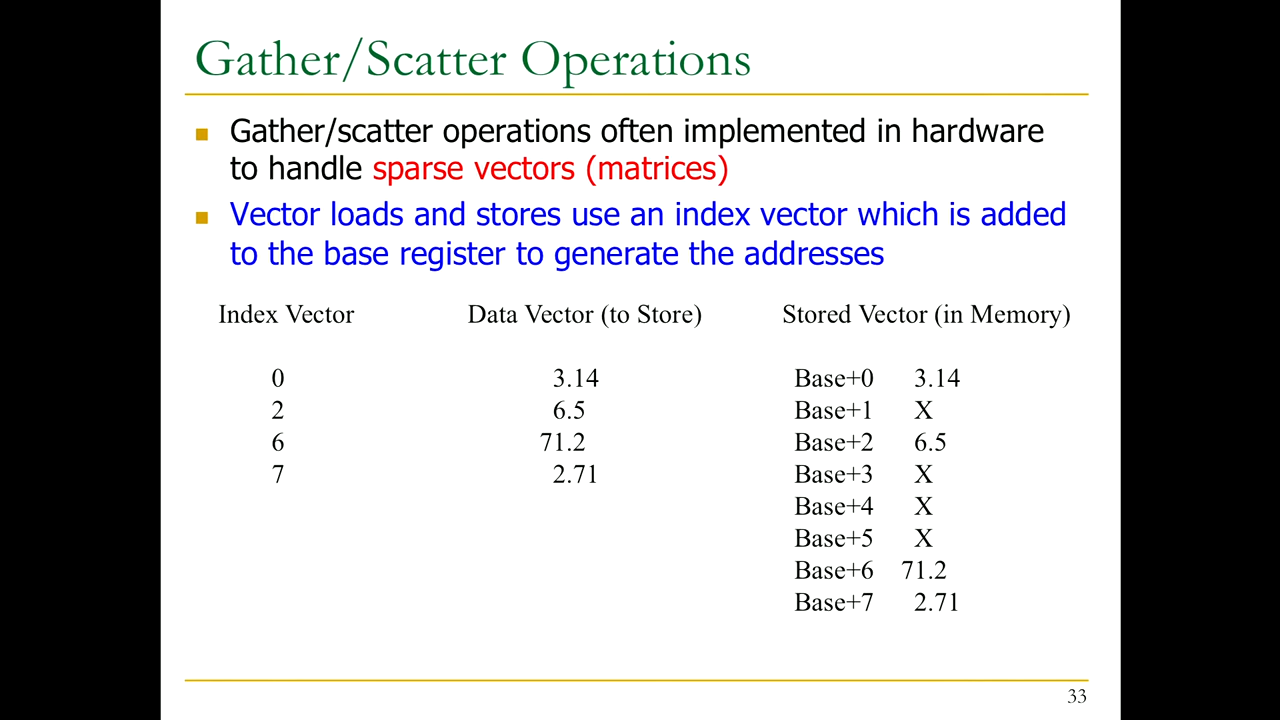 Gather/Scatter Operations
Gather/scatter operations often implemented in hardware
to handle sparse vectors (matrices)
Vector loads and stores use an index vector which is added
to the base register to generate the addresses
Index Vector Data Vector (to Store) Stored Vector (in Memory)
0 3.14 Base+0 3.14
2 6.5 Base+1 X
6 71.2 Base+2 6.5
7 2.71 Base+3 X
Base+4 X
Base+5 X
Base+6 71.2
Base+7 2.71
33